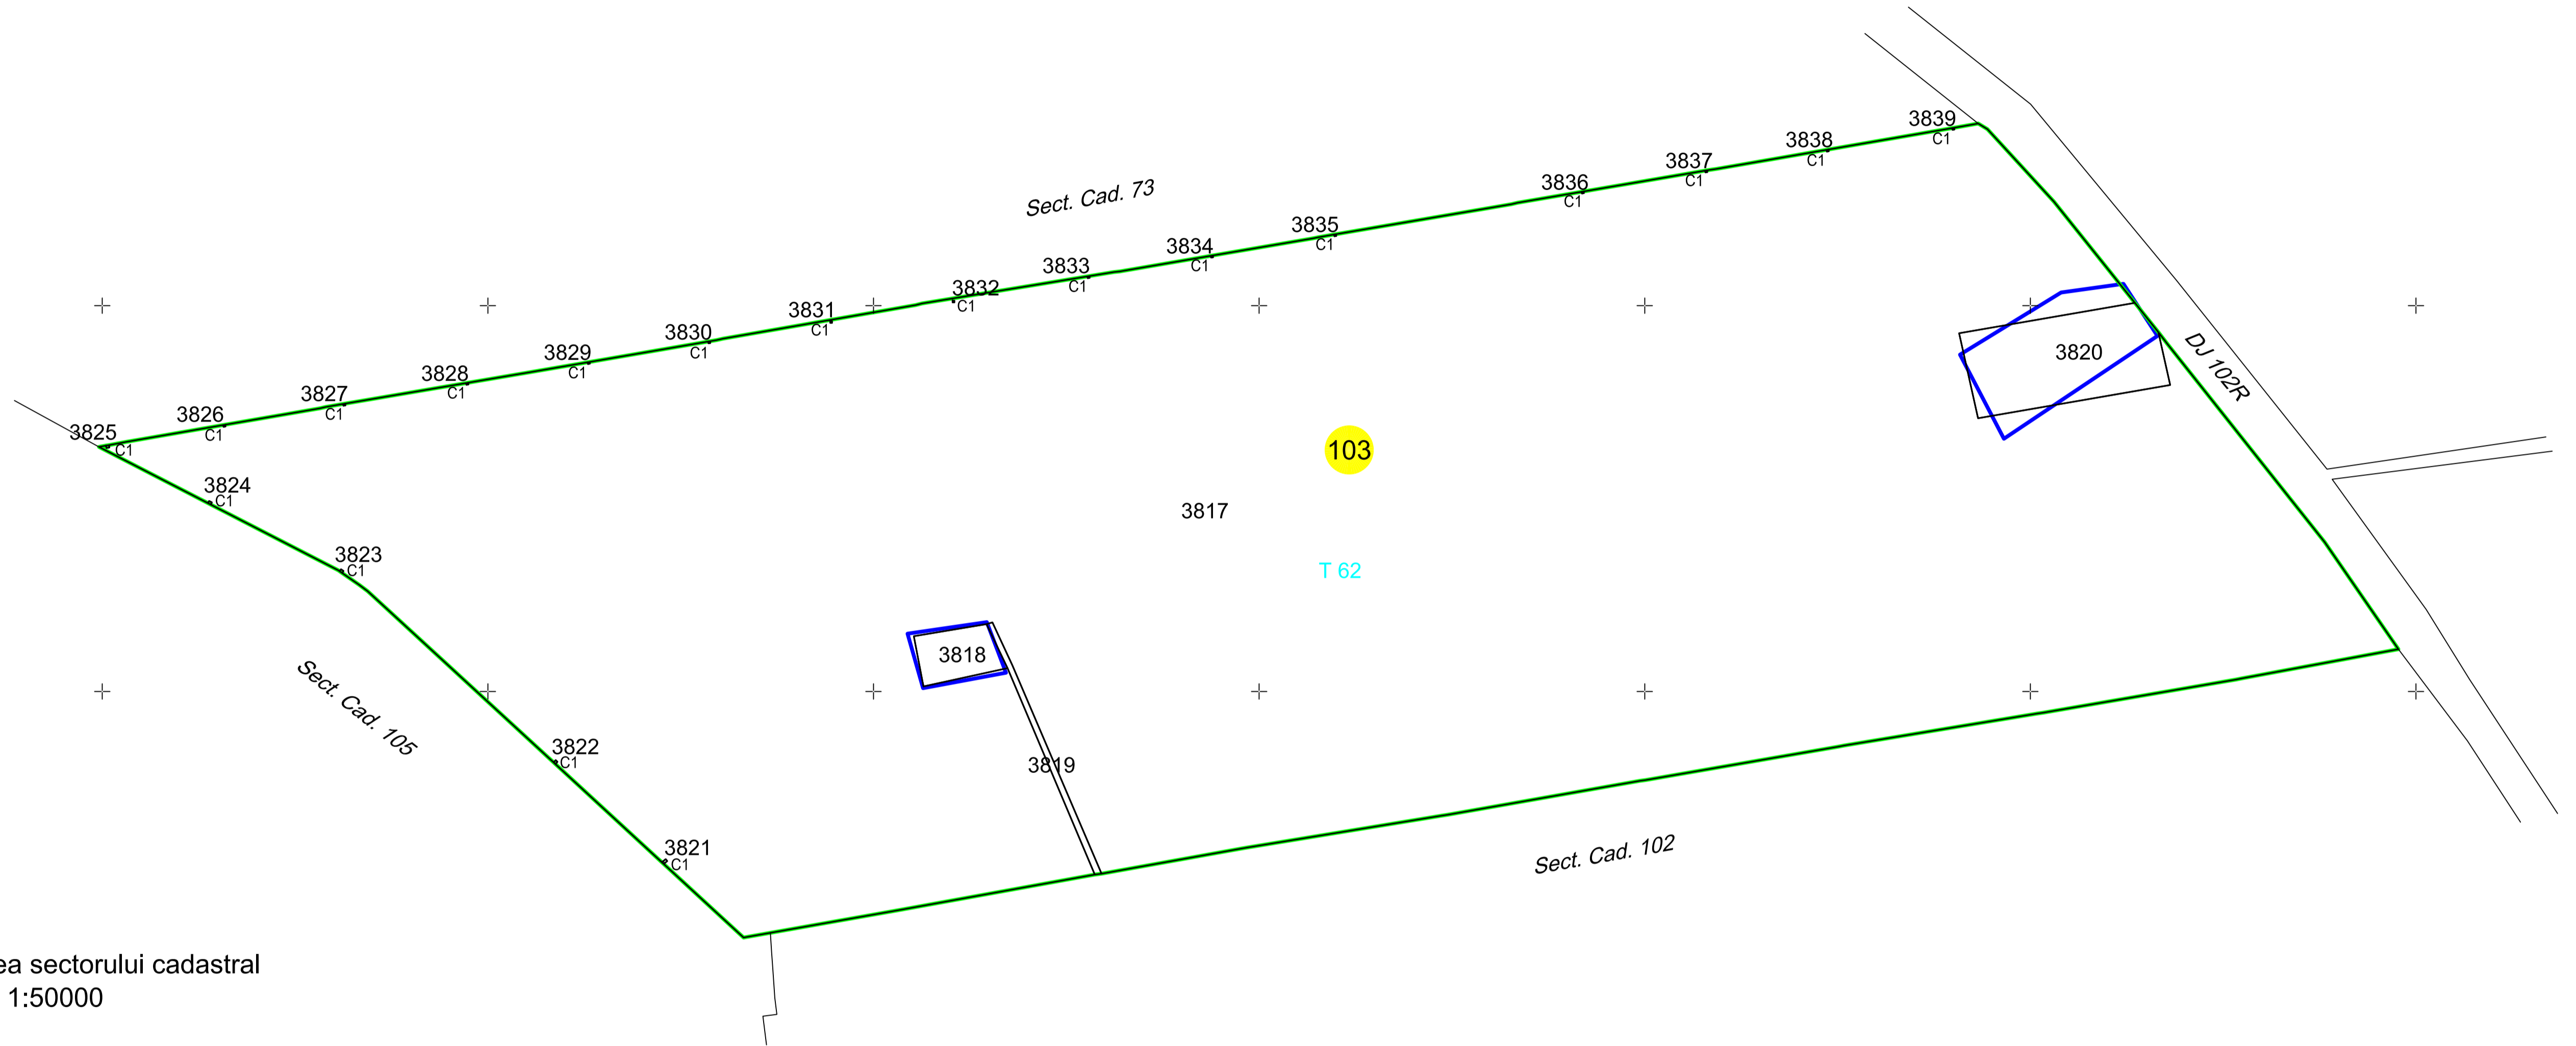 3839
C1
3838
C1
3837
C1
3836
C1
Sect. Cad. 73
3835
C1
3834
C1
3833
C1
3832
C1
3831
C1
3830
C1
3829
C1
3828
C1
3827
C1
3826
C1
3825
C1
3824
C1
3823
C1
3820
DJ 102R
103
3817
T 62
3818
3819
Sect. Cad. 105
3822
C1
3821
C1
Sect. Cad. 102
ea sectorului cadastral
1:50000